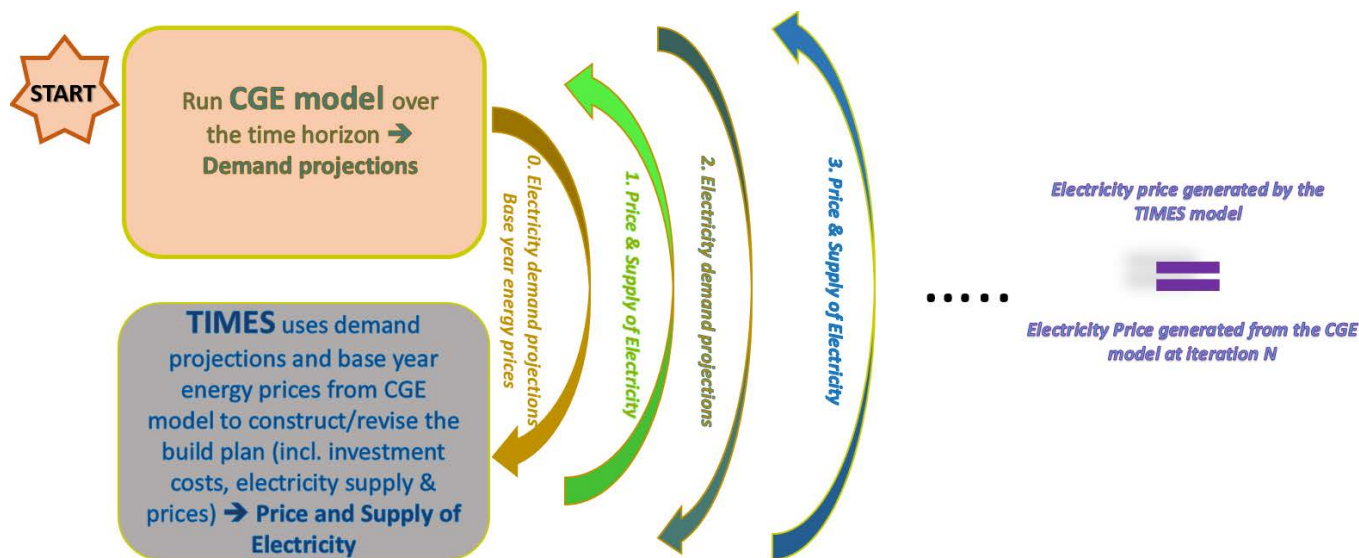 START
Run CGE model over
the time horizon ➔
Demand projections
TIMES uses demand
projections and base year
energy prices from CGE
model to construct/revise the
build plan (incl. investment
costs, electricity supply &
prices) ➔ Price and Supply of
Electricity
0. Electricity demand projections
Base year energy prices
1. Price & Supply of Electricity
2. Electricity demand projections
3. Price & Supply of Electricity
.....
Electricity price generated by the
TIMES model
=
Electricity Price generated from the CGE
model at iteration N